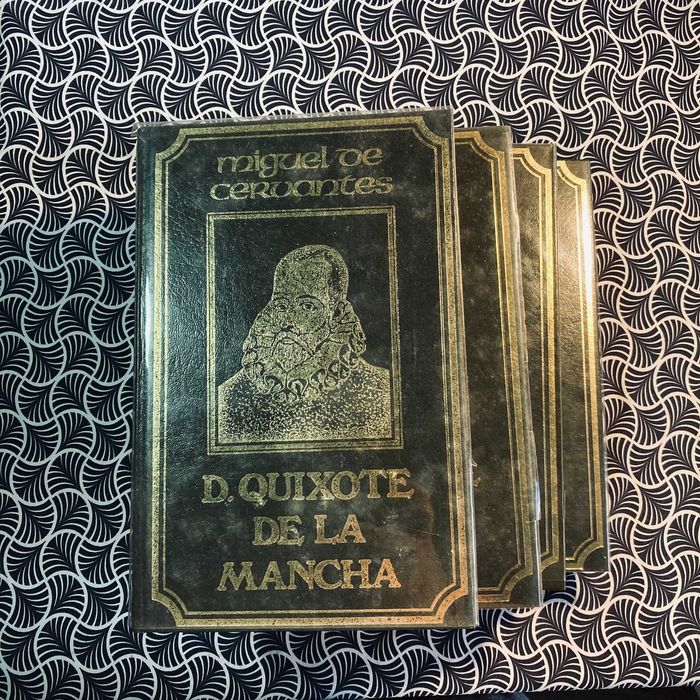 miguel de
cervantes
D. QUIXOTE
DE LA
MANCHA